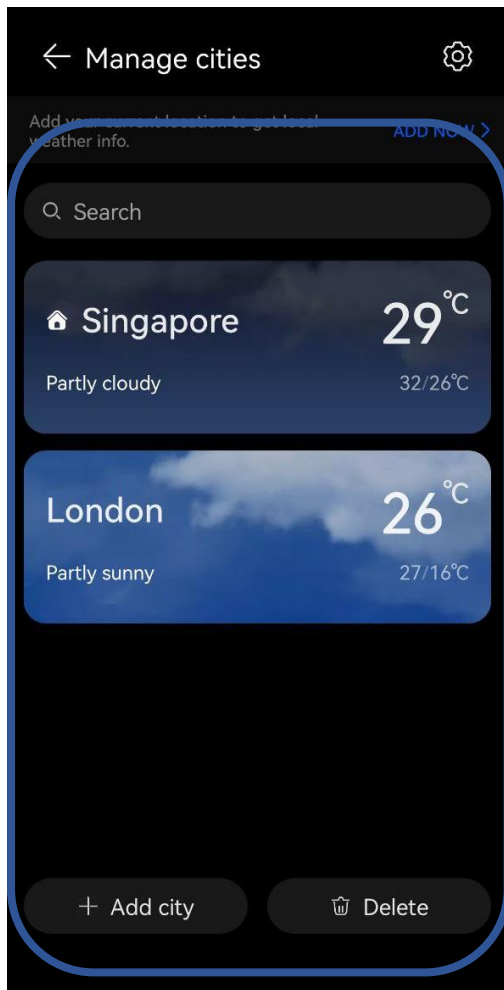 Manage cities
Add your current location to get local
weather info.
ADD NOW
Search
Singapore
29°C
Partly cloudy
32/26°C
London
26°C
Partly sunny
27/16°C
Add city
Delete